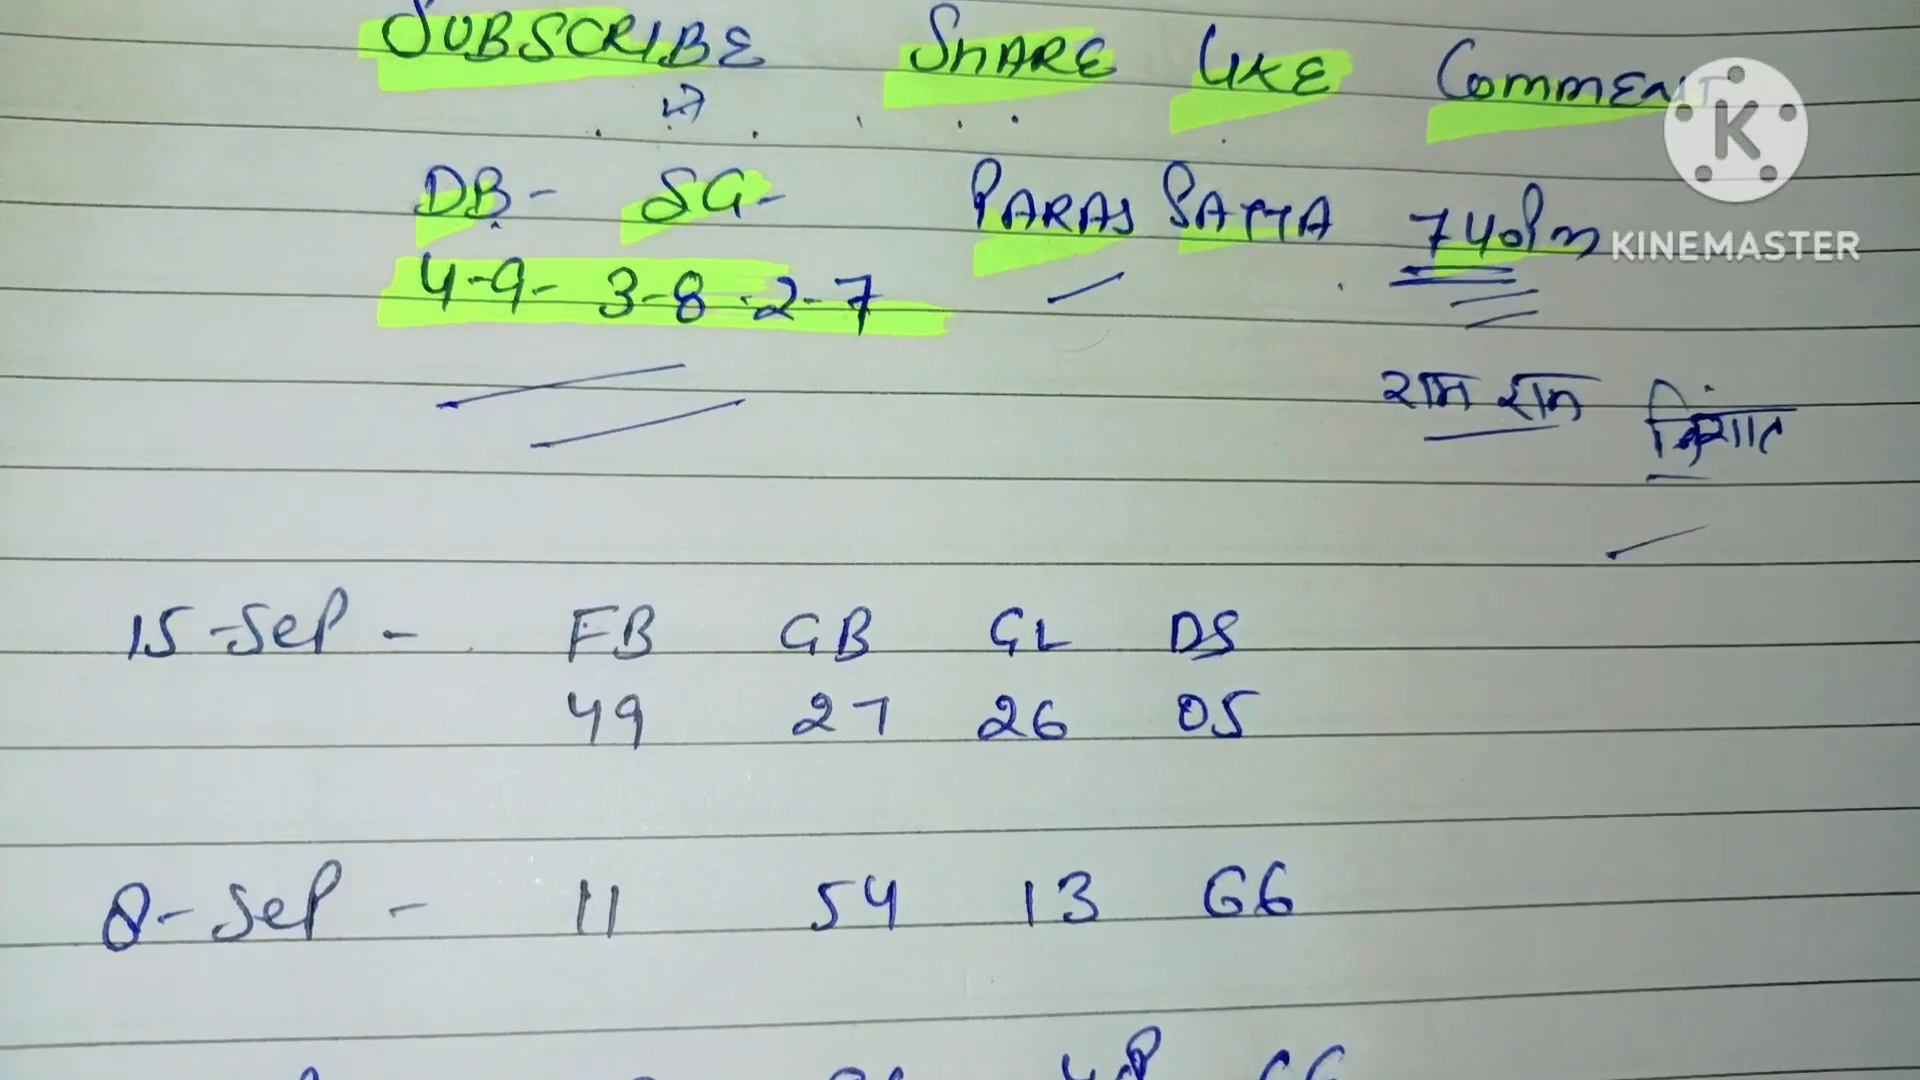 SUBSCRIBE SHARE LIKE COMMENT
DB- SG- PARAS SATTA 740PM
KINEMASTER
4-9- 3-8-2-7
राम राम
15-Sep - FB GB GL DS
49 27 26 05
8-Sep - 11 54 13 66